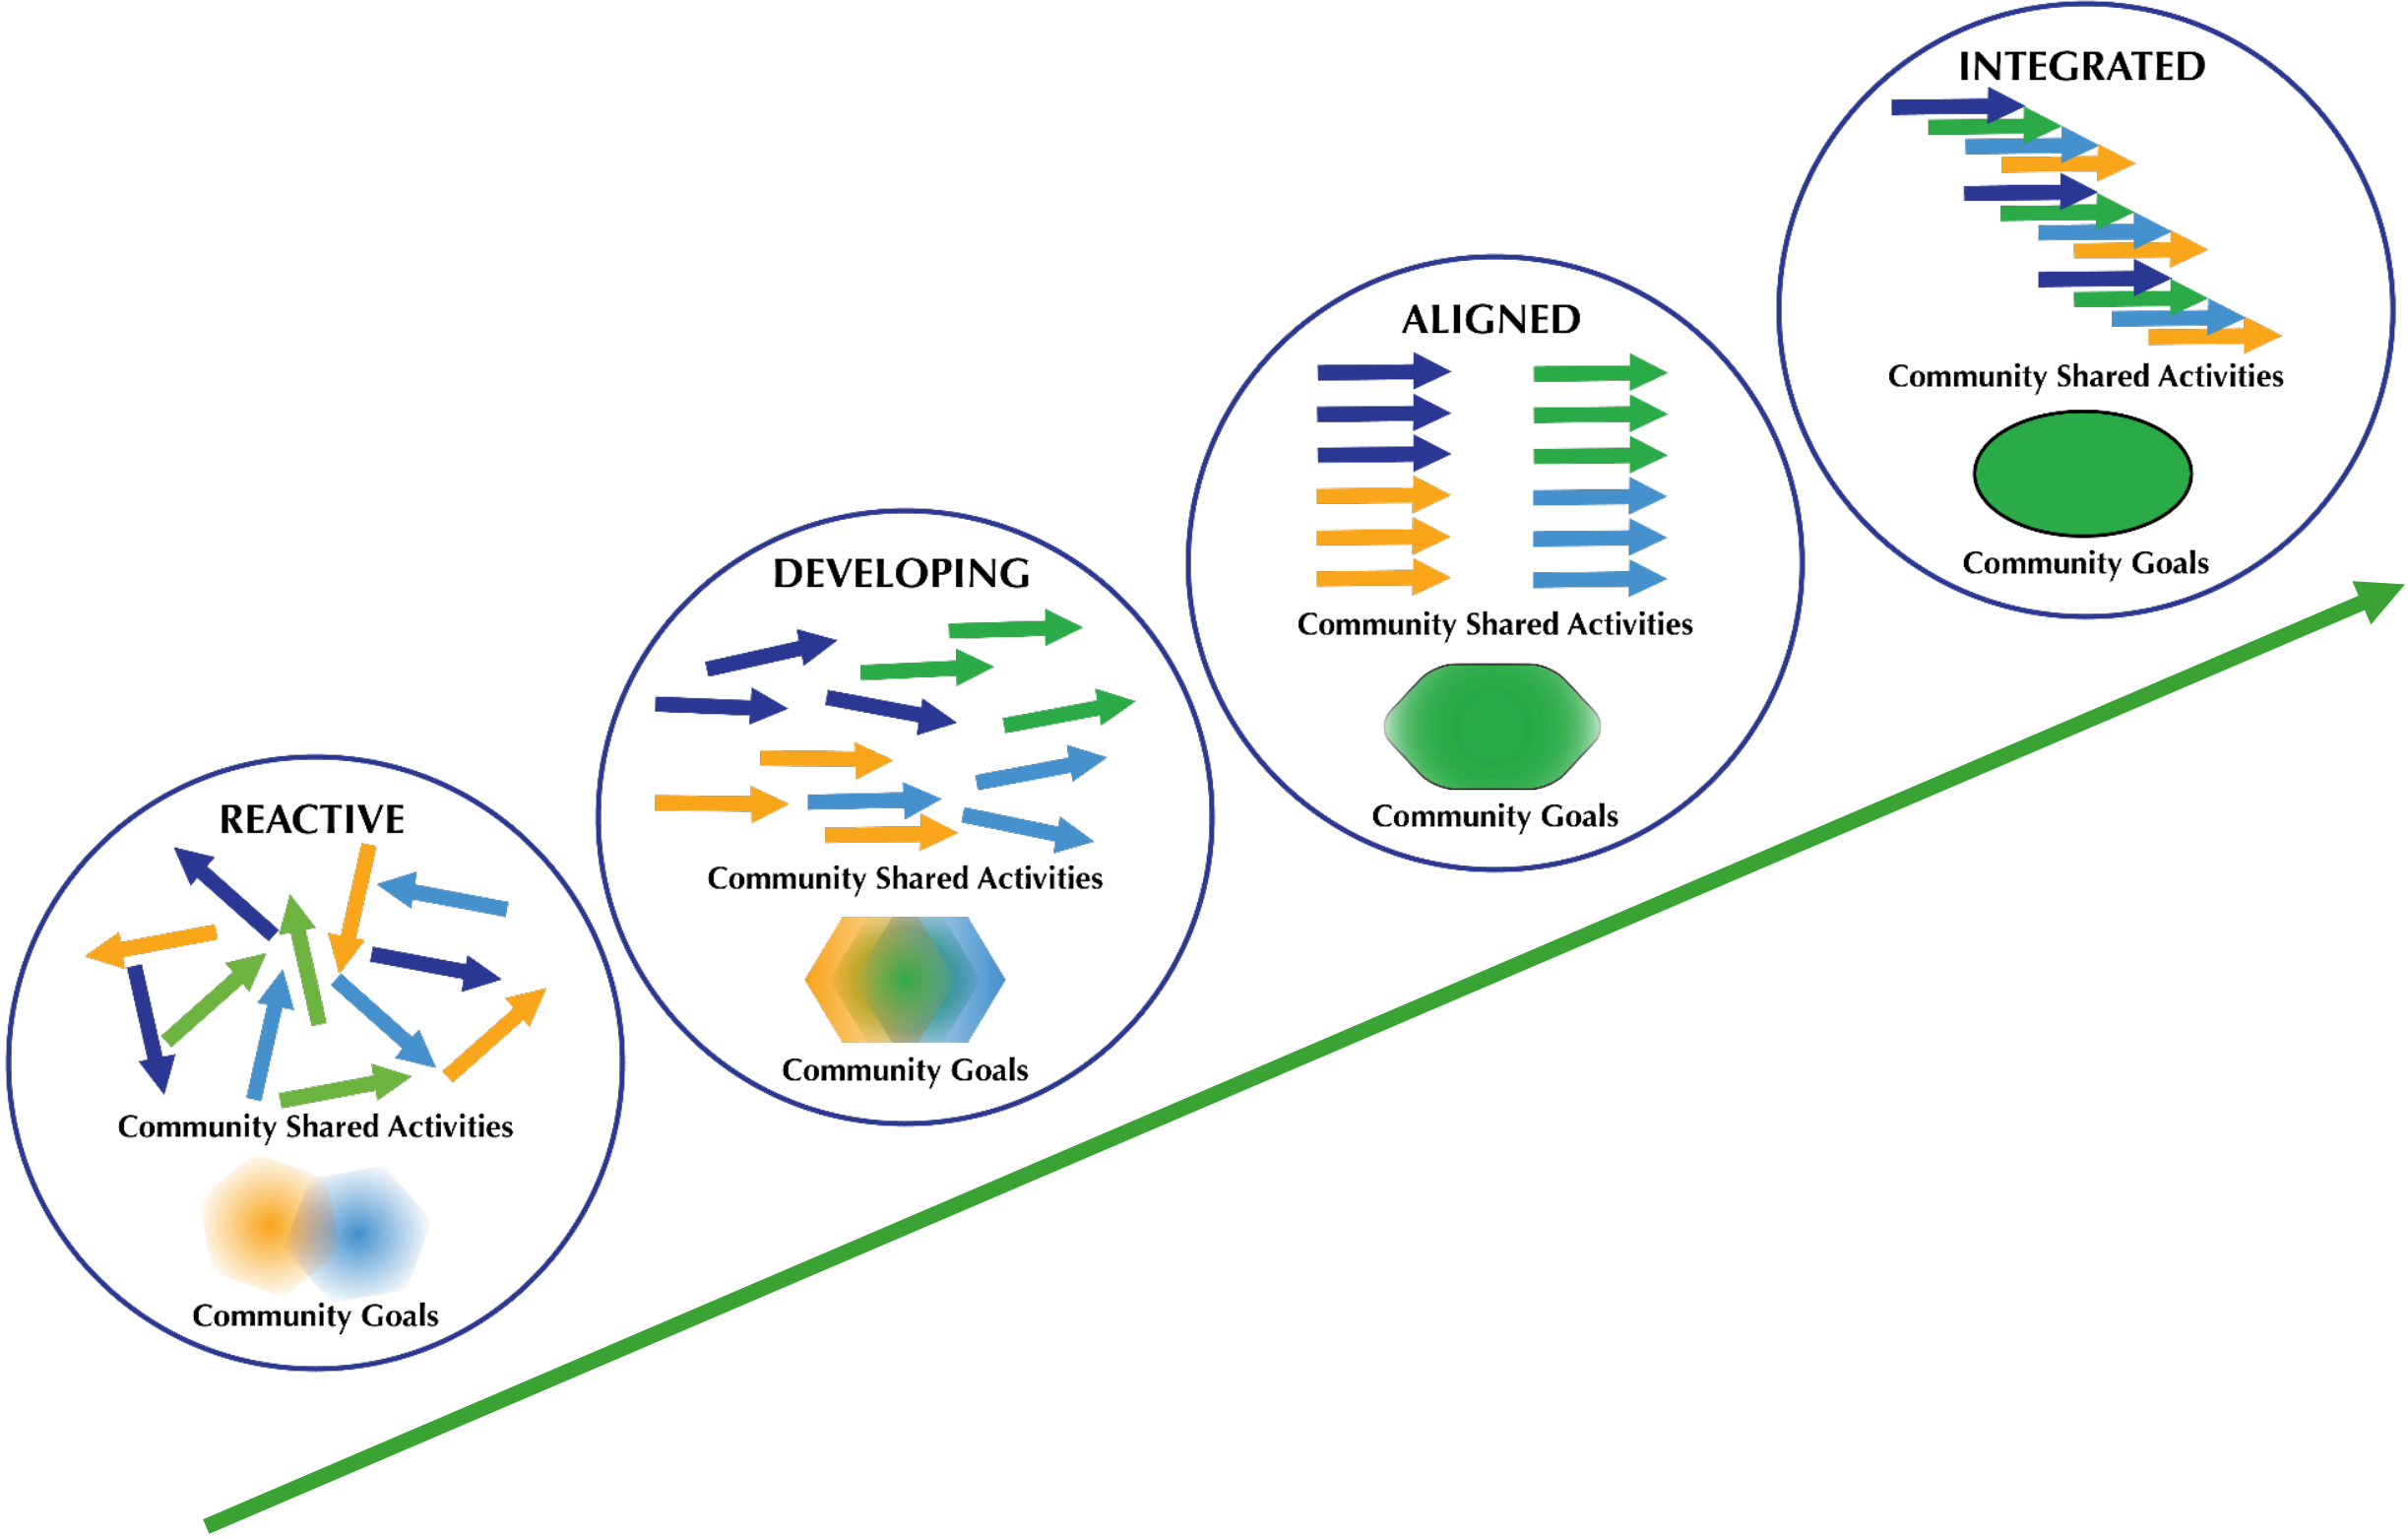 REACTIVE
Community Shared Activities
Community Goals
DEVELOPING
Community Shared Activities
Community Goals
ALIGNED
Community Shared Activities
Community Goals
INTEGRATED
Community Shared Activities
Community Goals